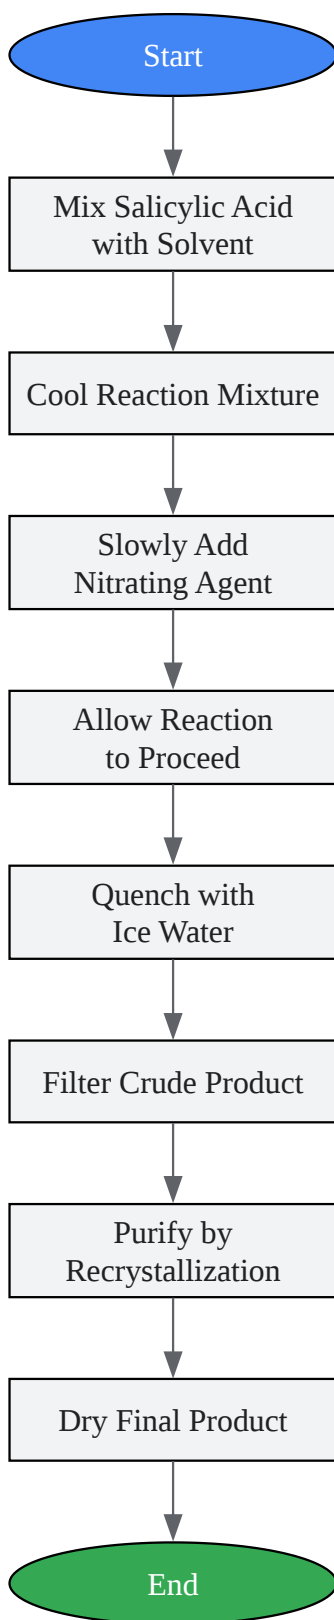 Start
Mix Salicylic Acid
with Solvent
Cool Reaction Mixture
Slowly Add
Nitrating Agent
Allow Reaction
to Proceed
Quench with
Ice Water
Filter Crude Product
Purify by
Recrystallization
Dry Final Product
End